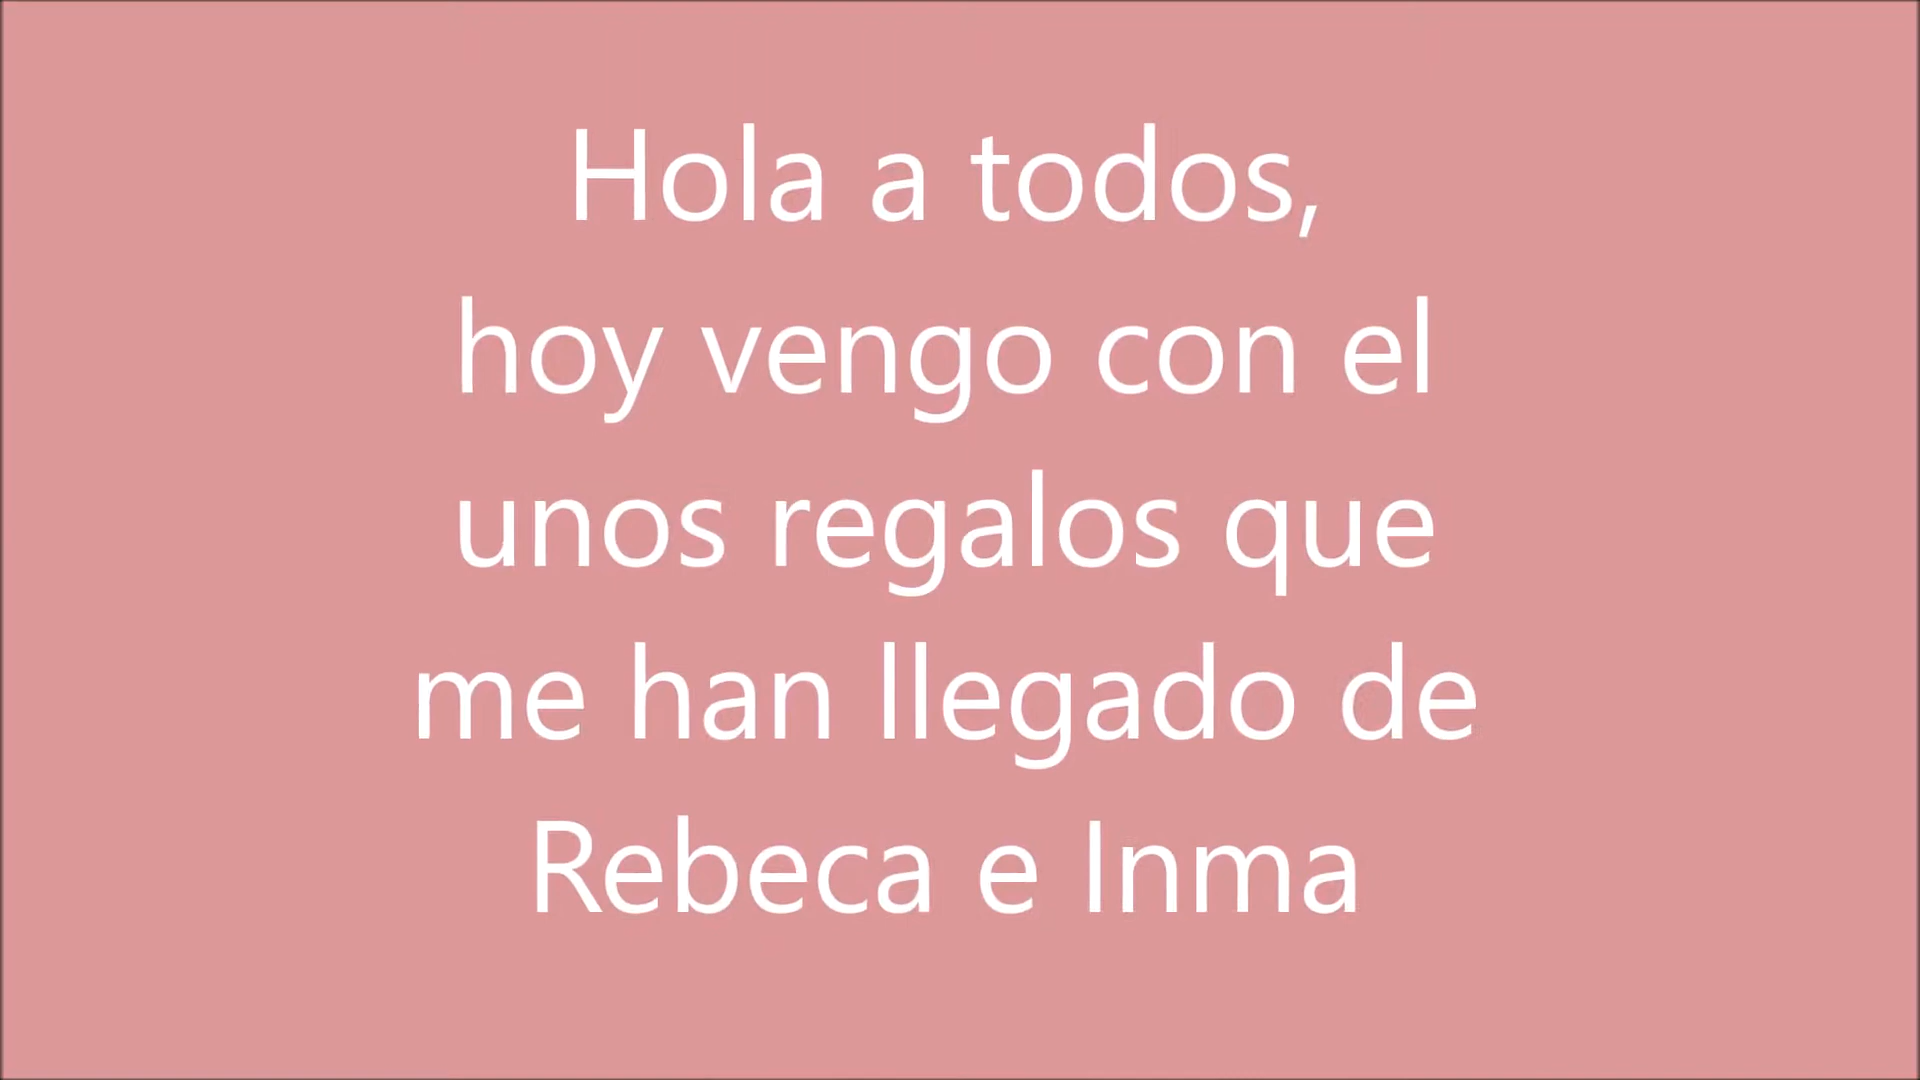 Hola a todos,
hoy vengo con el
unos regalos que
me han llegado de
Rebeca e Inma